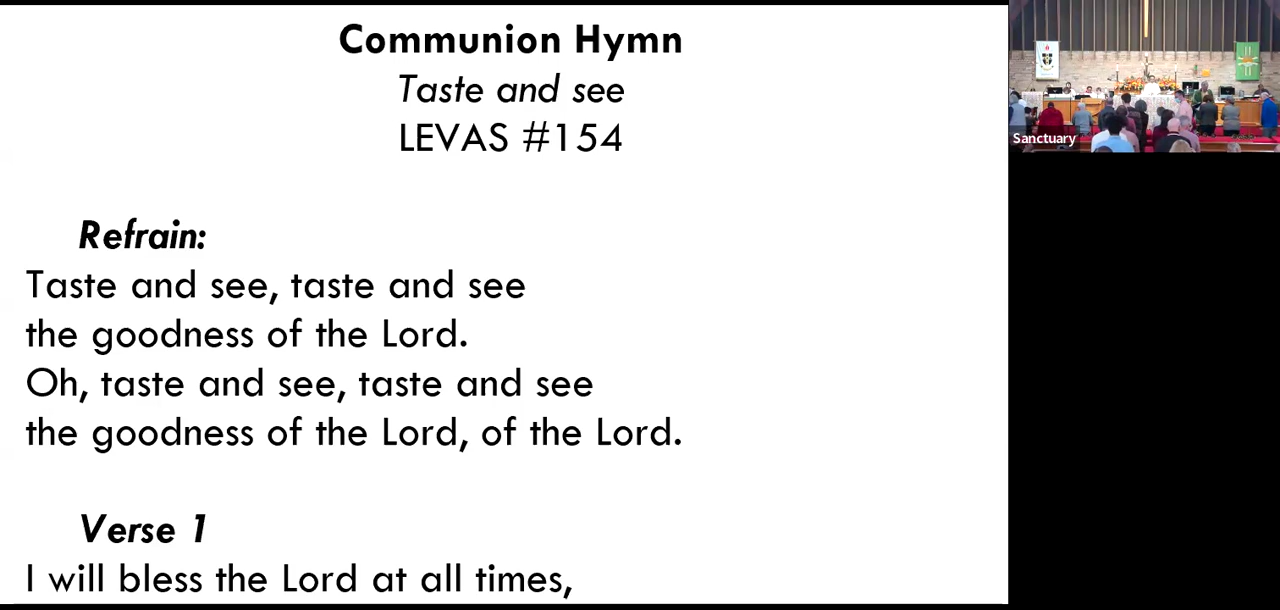 Communion Hymn
Taste and see
LEVAS #154
Refrain:
Taste and see, taste and see
the goodness of the Lord.
Oh, taste and see, taste and see
the goodness of the Lord, of the Lord.
Verse 1
I will bless the Lord at all times,
Sanctuary